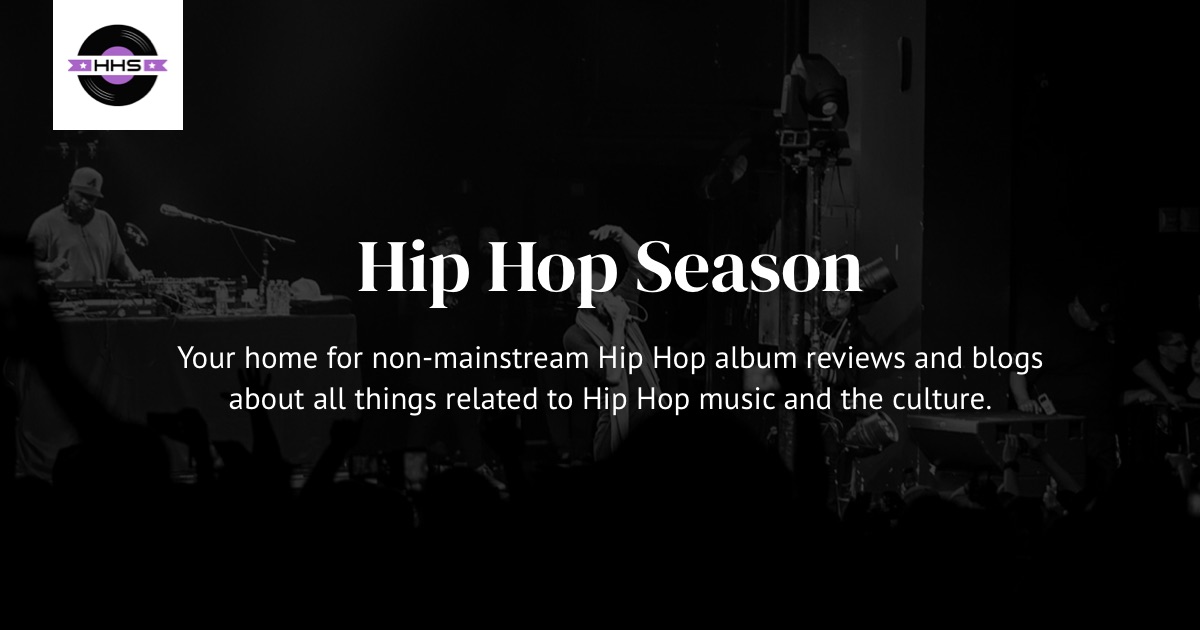 HHS
Hip Hop Season
Your home for non-mainstream Hip Hop album reviews and blogs
about all things related to Hip Hop music and the culture.